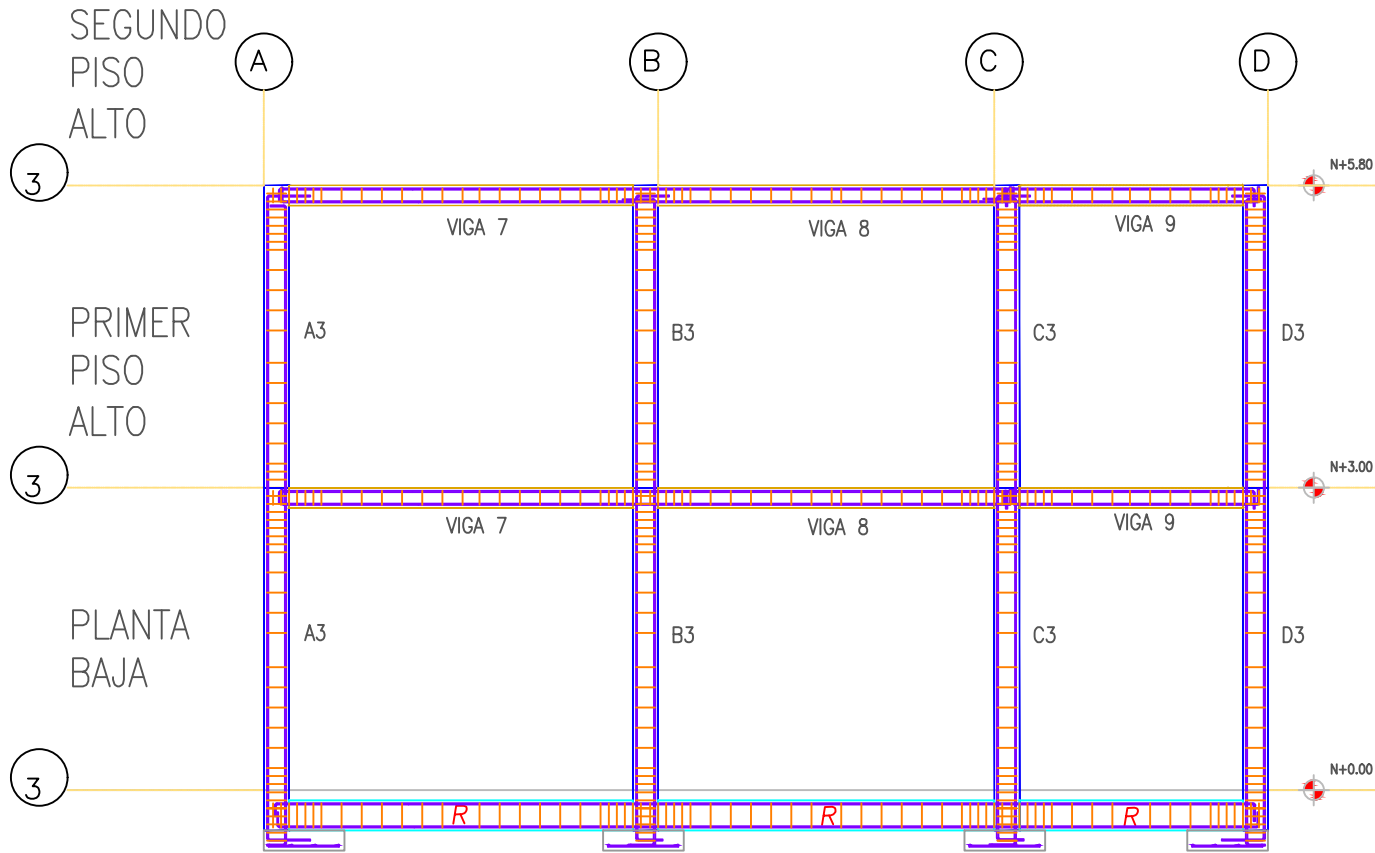 SEGUNDO
PISO
ALTO
A B C D
3
N+5.80
VIGA 7 VIGA 8 VIGA 9
PRIMER
PISO
ALTO
A3 B3 C3 D3
3
N+3.00
VIGA 7 VIGA 8 VIGA 9
PLANTA
BAJA
A3 B3 C3 D3
3
N+0.00
R R R